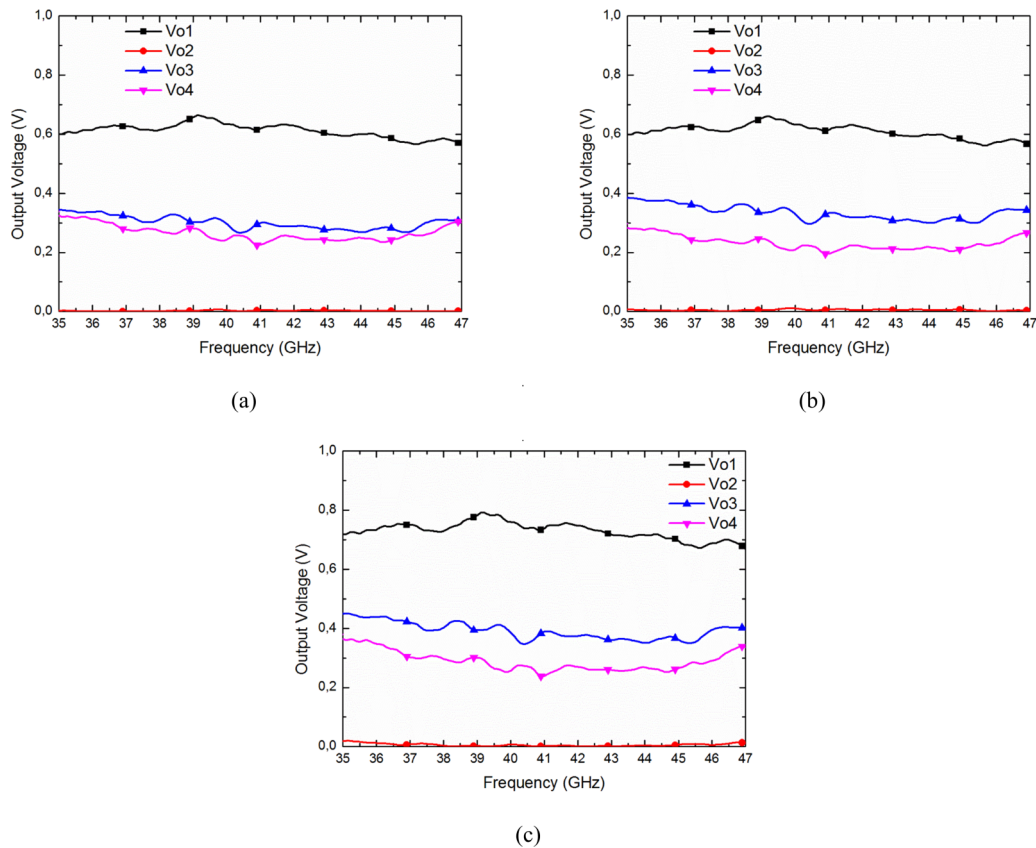 1,0
0,8
0,6
0,4
0,2
0,0
Output Voltage (V)
Vo1
Vo2
Vo3
Vo4
35 36 37 38 39 40 41 42 43 44 45 46 47
Frequency (GHz)
(a)
1,0
0,8
0,6
0,4
0,2
0,0
Output Voltage (V)
Vo1
Vo2
Vo3
Vo4
35 36 37 38 39 40 41 42 43 44 45 46 47
Frequency (GHz)
(b)
1,0
0,8
0,6
0,4
0,2
0,0
Output Voltage (V)
Vo1
Vo2
Vo3
Vo4
35 36 37 38 39 40 41 42 43 44 45 46 47
Frequency (GHz)
(c)